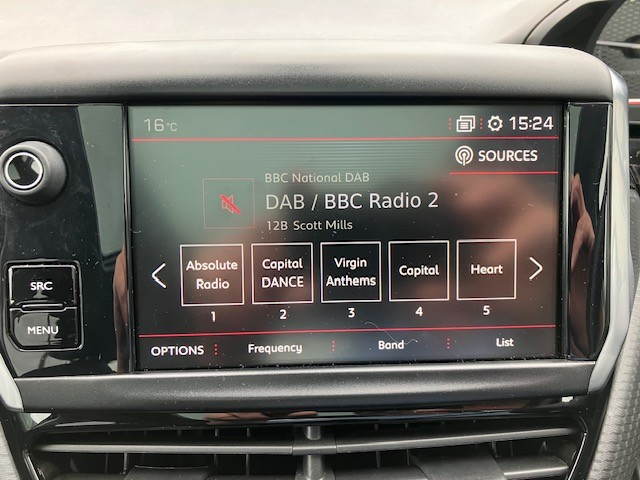 16°C
15:24
SOURCES
BBC National DAB
DAB / BBC Radio 2
12B Scott Mills
Absolute
Radio
Capital
DANCE
Virgin
Anthems
Capital
Heart
1 2 3 4 5
OPTIONS Frequency Band List
SRC
MENU